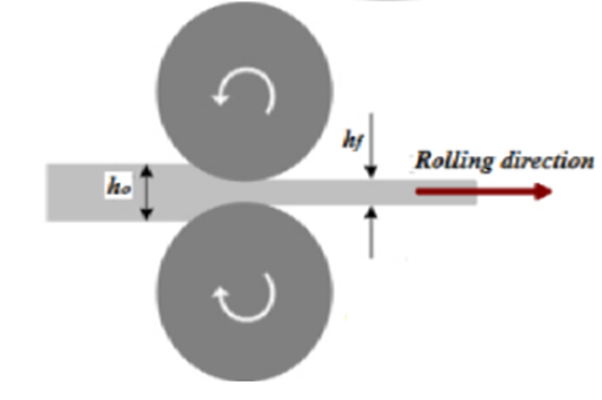 hf
Rolling direction
ho